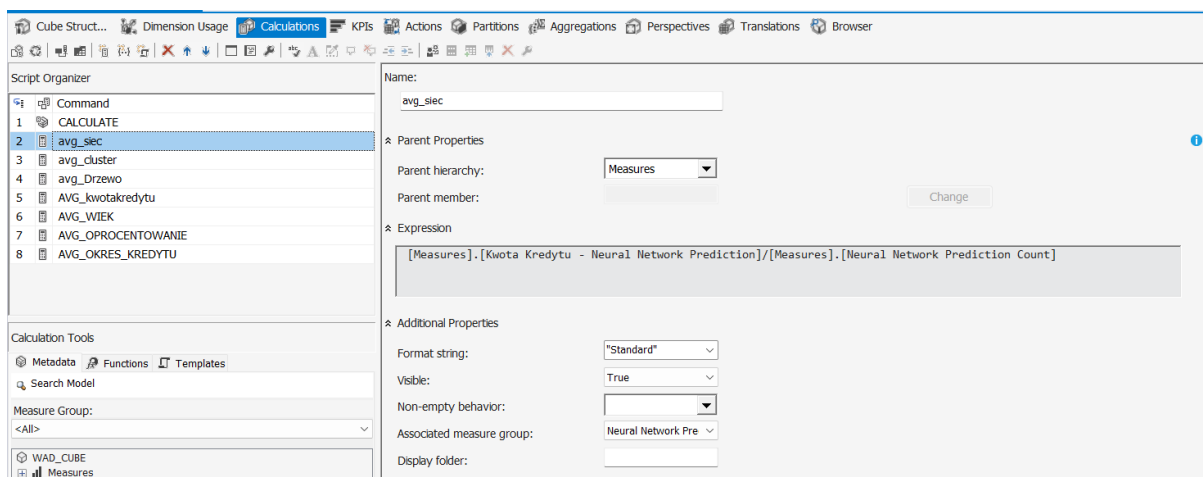 Cube Struct... Dimension Usage Calculations KPIs Actions Partitions Aggregations Perspectives Translations Browser
Script Organizer
Command
1 CALCULATE
2 avg_siec
3 avg_cluster
4 avg_Drzewo
5 AVG_kwotakredytu
6 AVG_WIEK
7 AVG_OPROCENTOWANIE
8 AVG_OKRES_KREDYTU
Calculation Tools
Metadata Functions Templates
Search Model
Measure Group:
<All>
WAD_CUBE
Measures
Name:
avg_siec
Parent Properties
Parent hierarchy: Measures
Parent member: Change
Expression
[Measures].[Kwota Kredytu - Neural Network Prediction]/[Measures].[Neural Network Prediction Count]
Additional Properties
Format string: "Standard"
Visible: True
Non-empty behavior:
Associated measure group: Neural Network Pre
Display folder: